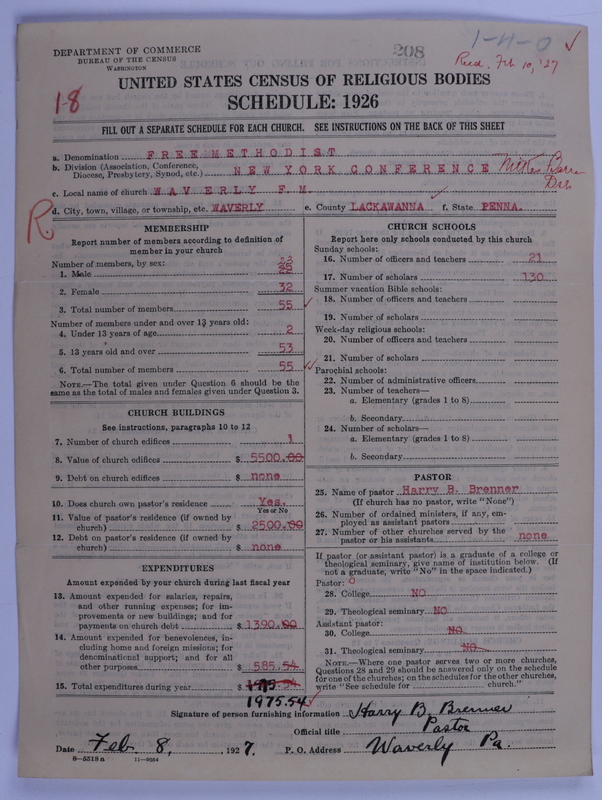 208
1-4-0 ✓
Recd. Feb 10, '27
DEPARTMENT OF COMMERCE
BUREAU OF THE CENSUS
WASHINGTON
UNITED STATES CENSUS OF RELIGIOUS BODIES
1-8
SCHEDULE: 1926
FILL OUT A SEPARATE SCHEDULE FOR EACH CHURCH. SEE INSTRUCTIONS ON THE BACK OF THIS SHEET
a. Denomination FREE METHODIST
b. Division (Association, Conference, Diocese, Presbytery, Synod, etc.) NEW YORK CONFERENCE
c. Local name of church WAVERLY F. M.
R.
d. City, town, village, or township, etc. WAVERLY e. County LACKAWANNA f. State PENNA.
MEMBERSHIP
Report number of members according to definition of
member in your church
Number of members, by sex:
1. Male 23
2. Female 32
3. Total number of members 55
Number of members under and over 13 years old:
4. Under 13 years of age 2
5. 13 years old and over 53
6. Total number of members 55
NOTE.—The total given under Question 6 should be the
same as the total of males and females given under Question 3.
CHURCH BUILDINGS
See instructions, paragraphs 10 to 12
7. Number of church edifices 1
8. Value of church edifices $ 5500.00
9. Debt on church edifices $ none
10. Does church own pastor's residence Yes.
Yes or No
11. Value of pastor's residence (if owned by
church) $ 2500.00
12. Debt on pastor's residence (if owned by
church) $ none
EXPENDITURES
Amount expended by your church during last fiscal year
13. Amount expended for salaries, repairs,
and other running expenses; for im-
provements or new buildings; and for
payments on church debt $ 1390.00
14. Amount expended for benevolences, in-
cluding home and foreign missions; for
denominational support; and for all
other purposes $ 585.54
15. Total expenditures during year $
1975.54
CHURCH SCHOOLS
Report here only schools conducted by this church
Sunday schools:
16. Number of officers and teachers 21
17. Number of scholars 130
Summer vacation Bible schools:
18. Number of officers and teachers
19. Number of scholars
Week-day religious schools:
20. Number of officers and teachers
21. Number of scholars
Parochial schools:
22. Number of administrative officers
23. Number of teachers—
a. Elementary (grades 1 to 8)
b. Secondary
24. Number of scholars—
a. Elementary (grades 1 to 8)
b. Secondary
PASTOR
25. Name of pastor Harry B. Brenner
(If church has no pastor, write "None")
26. Number of ordained ministers, if any, em-
ployed as assistant pastors
27. Number of other churches served by the
pastor or his assistants none
If pastor (or assistant pastor) is a graduate of a college or
theological seminary, give name of institution below. (If
not a graduate, write "No" in the space indicated.)
Pastor: 0
28. College NO
29. Theological seminary NO
Assistant pastor:
30. College NO
31. Theological seminary NO
NOTE.—Where one pastor serves two or more churches,
Questions 28 and 29 should be answered only on the schedule
for one of the churches; on the schedules for the other churches,
write "See schedule for church."
Signature of person furnishing information Harry B. Brenner
Official title Pastor
Date Feb. 8, 1927. P. O. Address Waverly Pa.
8—5518a 11—9064